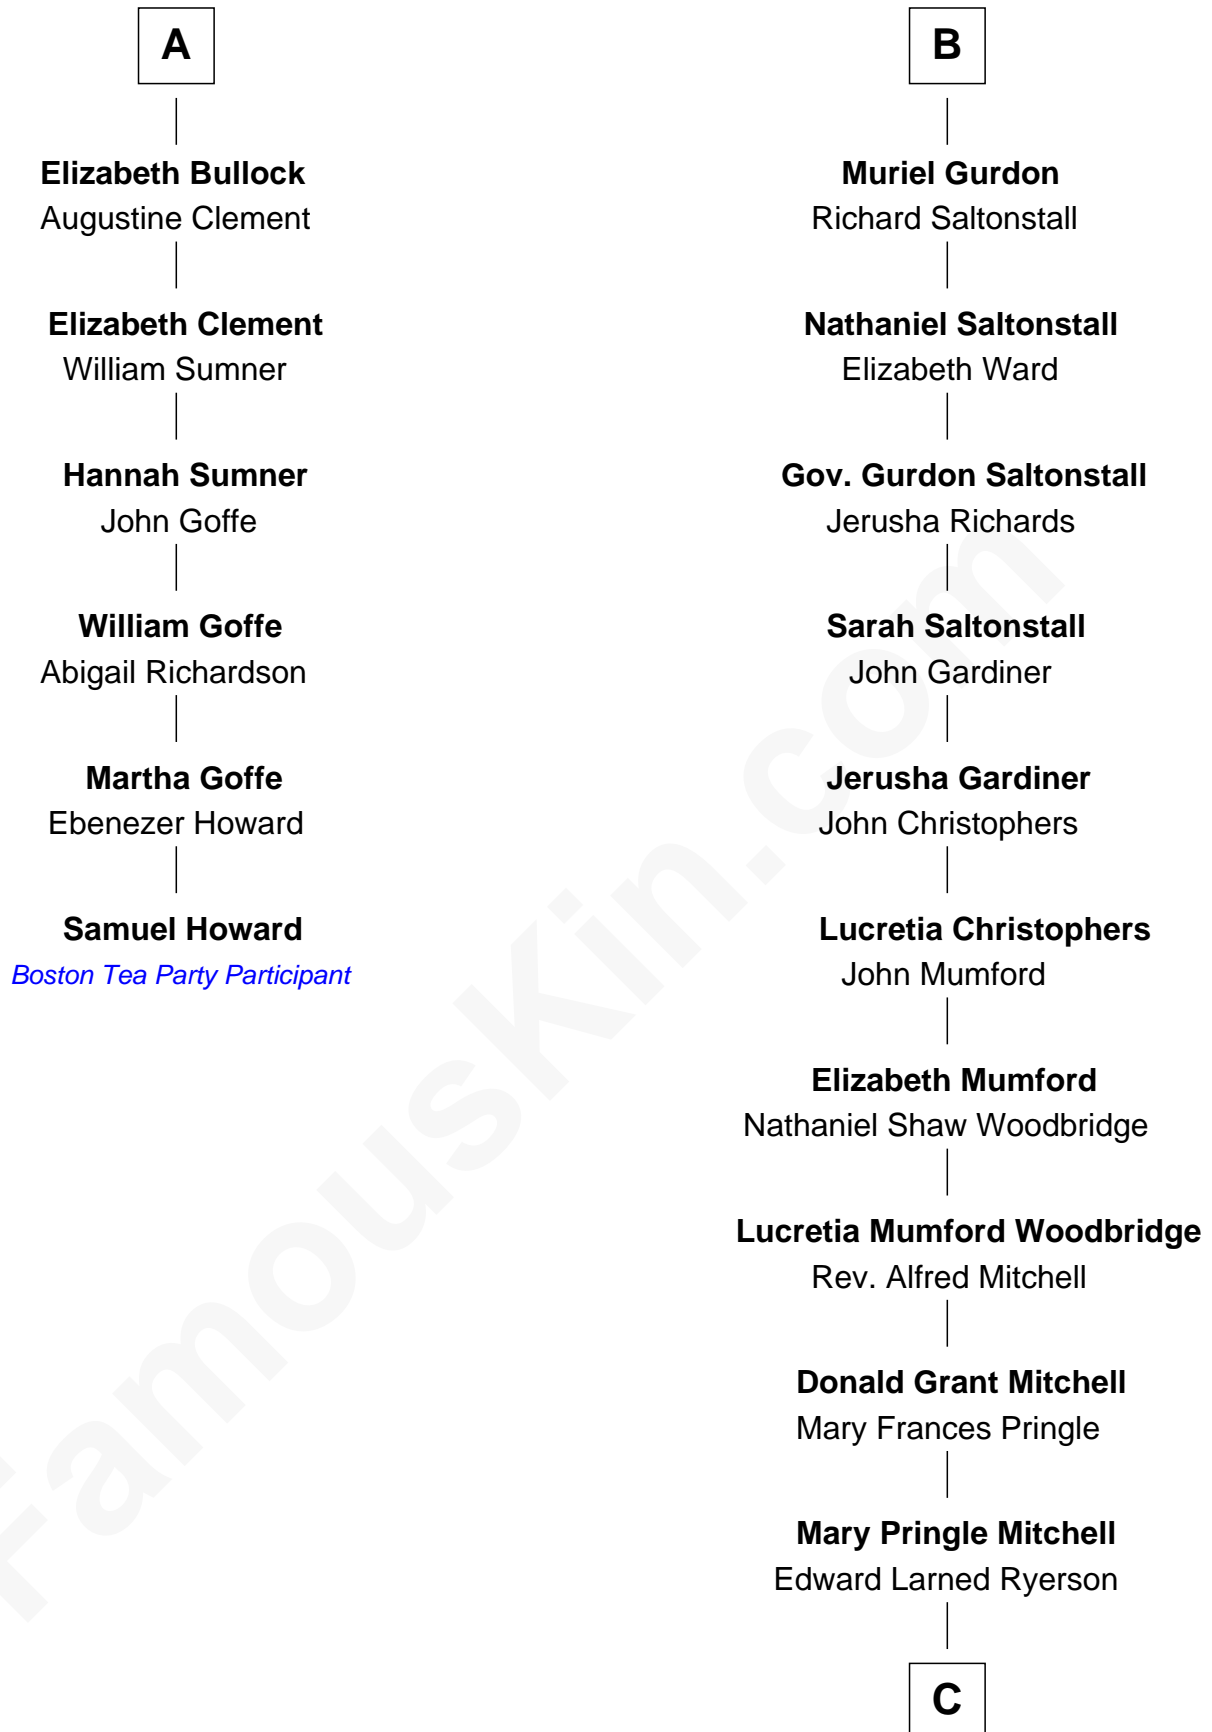 A
Elizabeth Bullock
Augustine Clement
Elizabeth Clement
William Sumner
Hannah Sumner
John Goffe
William Goffe
Abigail Richardson
Martha Goffe
Ebenezer Howard
Samuel Howard
Boston Tea Party Participant
B
Muriel Gurdon
Richard Saltonstall
Nathaniel Saltonstall
Elizabeth Ward
Gov. Gurdon Saltonstall
Jerusha Richards
Sarah Saltonstall
John Gardiner
Jerusha Gardiner
John Christophers
Lucretia Christophers
John Mumford
Elizabeth Mumford
Nathaniel Shaw Woodbridge
Lucretia Mumford Woodbridge
Rev. Alfred Mitchell
Donald Grant Mitchell
Mary Frances Pringle
Mary Pringle Mitchell
Edward Larned Ryerson
C
FamousKin.com